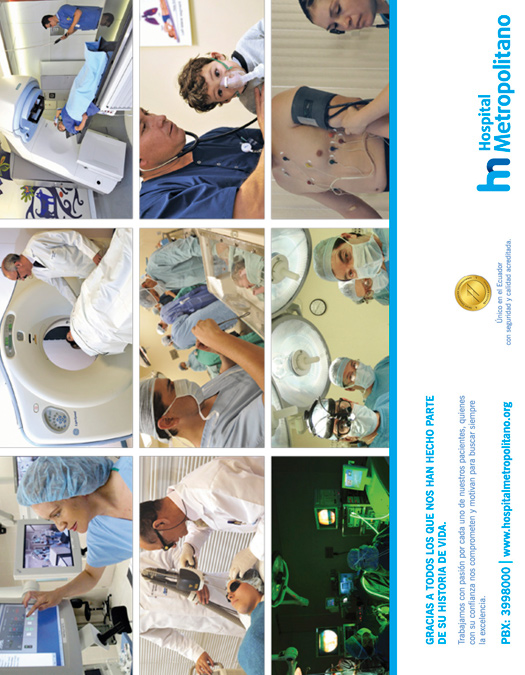 GRACIAS A TODOS LOS QUE NOS HAN HECHO PARTE
DE SU HISTORIA DE VIDA.
Trabajamos con pasión por cada uno de nuestros pacientes, quienes
con su confianza nos comprometen y motivan para buscar siempre
la excelencia.
PBX: 3998000 | www.hospitalmetropolitano.org
Único en el Ecuador
con seguridad y calidad acreditada.
hm Hospital
Metropolitano